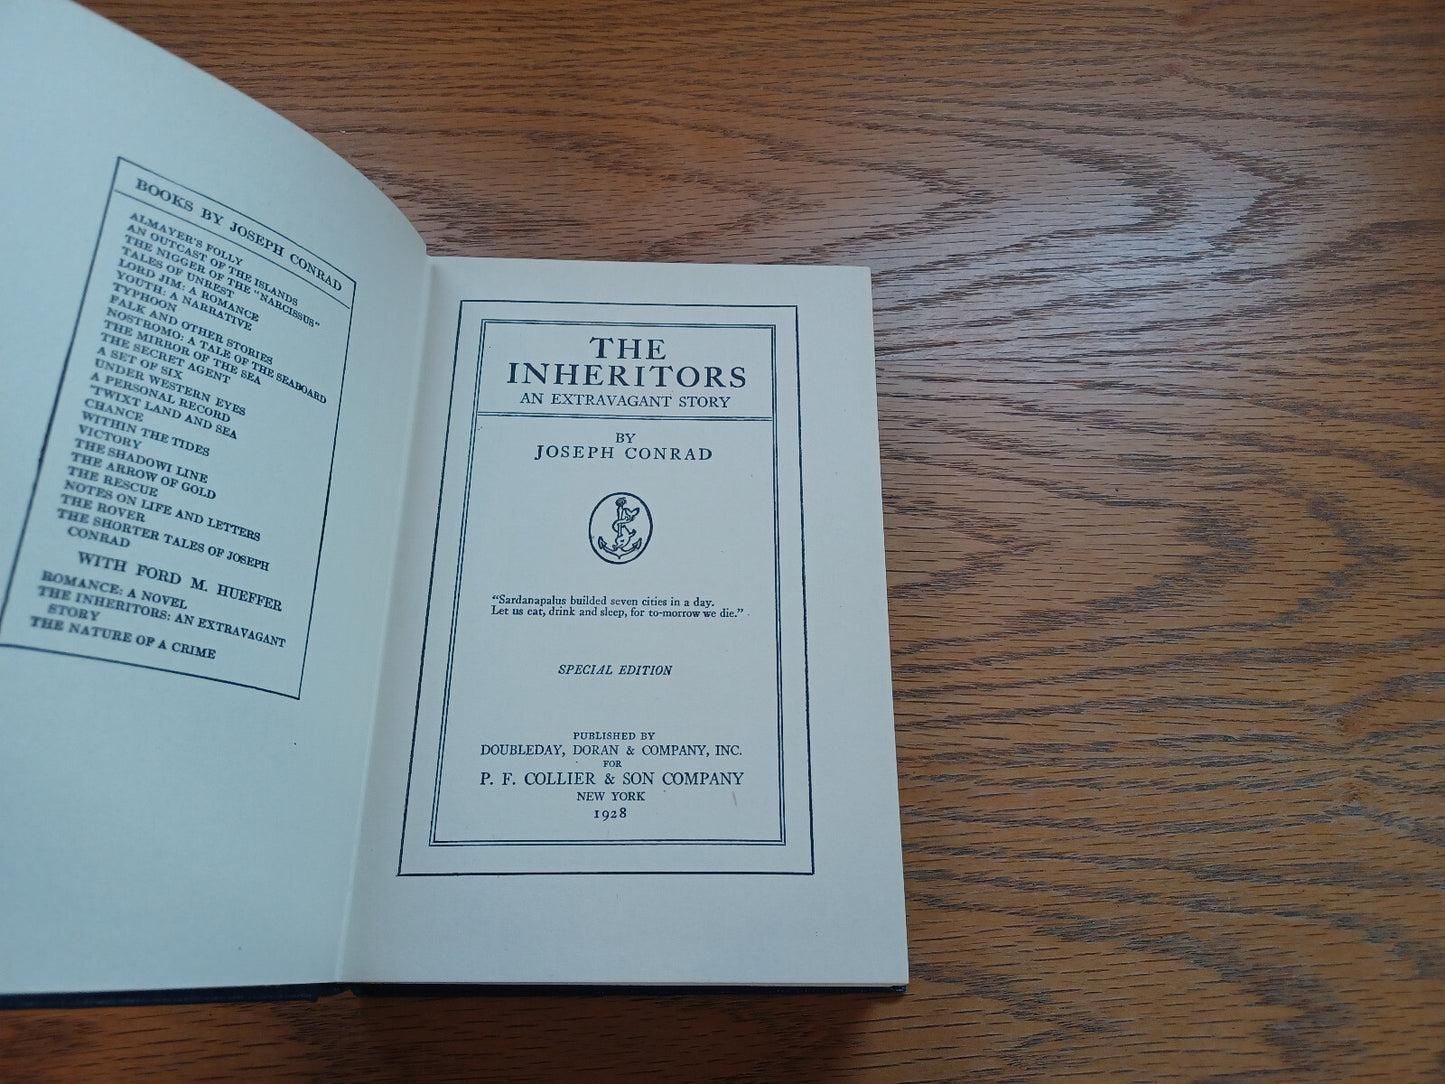 BOOKS BY JOSEPH CONRAD
ALMAYER'S FOLLY
AN OUTCAST OF THE ISLANDS
THE NIGGER OF THE "NARCISSUS"
TALES OF UNREST
LORD JIM: A ROMANCE
YOUTH: A NARRATIVE
TYPHOON
FALK AND OTHER STORIES
NOSTROMO: A TALE OF THE SEABOARD
THE MIRROR OF THE SEA
THE SECRET AGENT
A SET OF SIX
UNDER WESTERN EYES
A PERSONAL RECORD
'TWIXT LAND AND SEA
CHANCE
WITHIN THE TIDES
VICTORY
THE SHADOWI LINE
THE ARROW OF GOLD
THE RESCUE
NOTES ON LIFE AND LETTERS
THE ROVER
THE SHORTER TALES OF JOSEPH
CONRAD
WITH FORD M. HUEFFER
ROMANCE: A NOVEL
THE INHERITORS: AN EXTRAVAGANT
STORY
THE NATURE OF A CRIME
THE
INHERITORS
AN EXTRAVAGANT STORY
BY
JOSEPH CONRAD
"Sardanapalus builded seven cities in a day.
Let us eat, drink and sleep, for to-morrow we die."
SPECIAL EDITION
PUBLISHED BY
DOUBLEDAY, DORAN & COMPANY, INC.
FOR
P. F. COLLIER & SON COMPANY
NEW YORK
1928